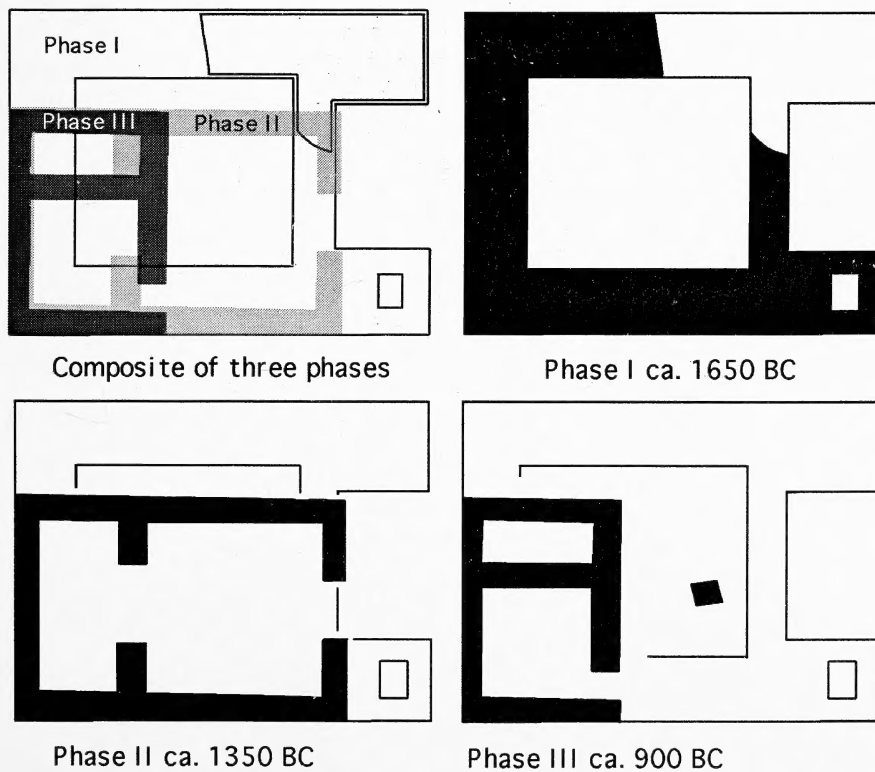 Phase I
Phase III
Phase II
Composite of three phases
Phase I ca. 1650 BC
Phase II ca. 1350 BC
Phase III ca. 900 BC